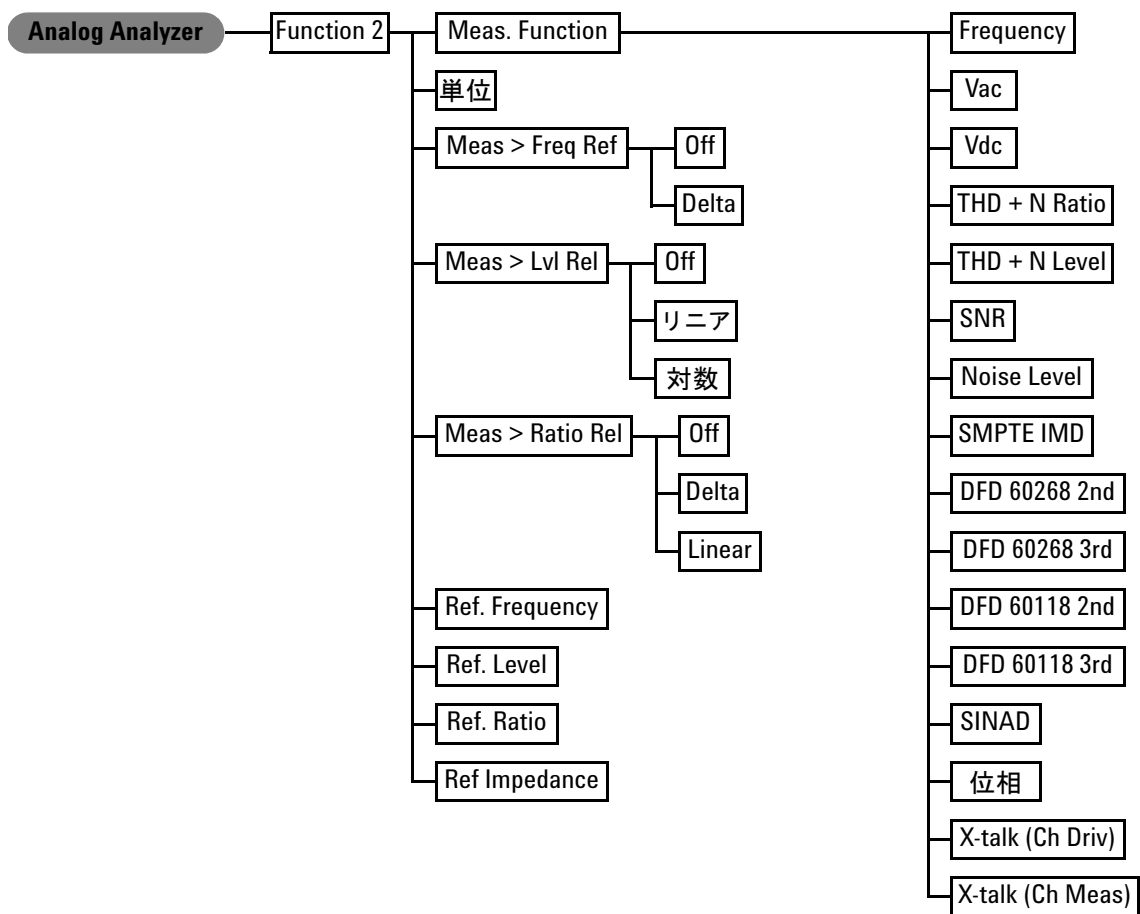 Analog Analyzer
Function 2
Meas. Function
Frequency
単位
Vac
Meas > Freq Ref
Off
Vdc
Delta
THD + N Ratio
Meas > Lvl Rel
Off
THD + N Level
リニア
SNR
対数
Noise Level
Meas > Ratio Rel
Off
SMPTE IMD
Delta
DFD 60268 2nd
Linear
DFD 60268 3rd
Ref. Frequency
DFD 60118 2nd
Ref. Level
DFD 60118 3rd
Ref. Ratio
SINAD
Ref Impedance
位相
X-talk (Ch Driv)
X-talk (Ch Meas)